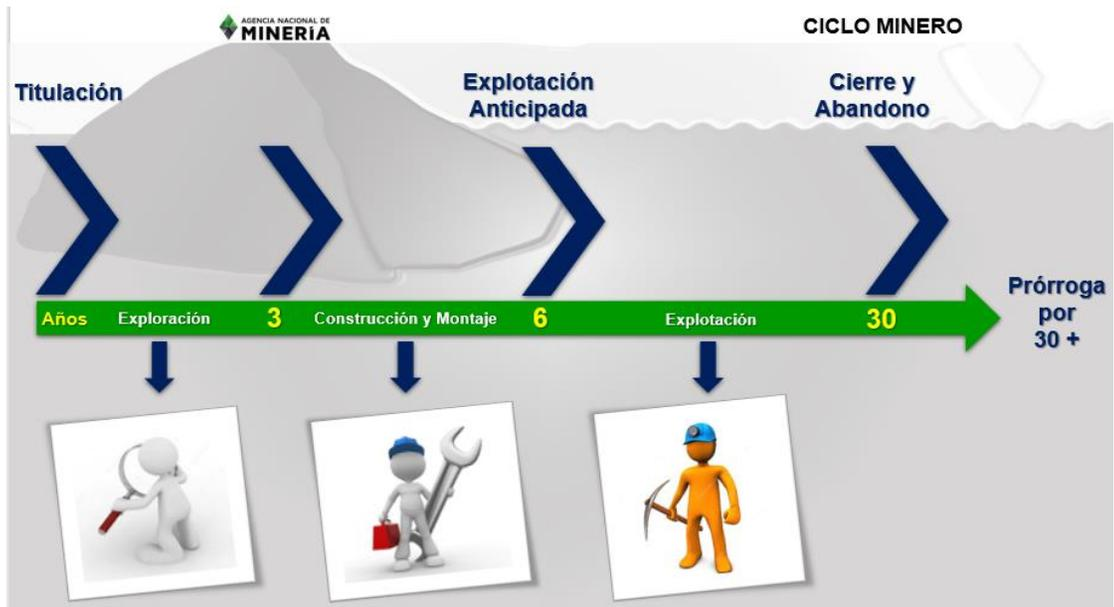 AGENCIA NACIONAL DE
MINERÍA
CICLO MINERO
Titulación
Explotación
Anticipada
Cierre y
Abandono
Años Exploración 3 Construcción y Montaje 6 Explotación 30
Prórroga
por
30 +